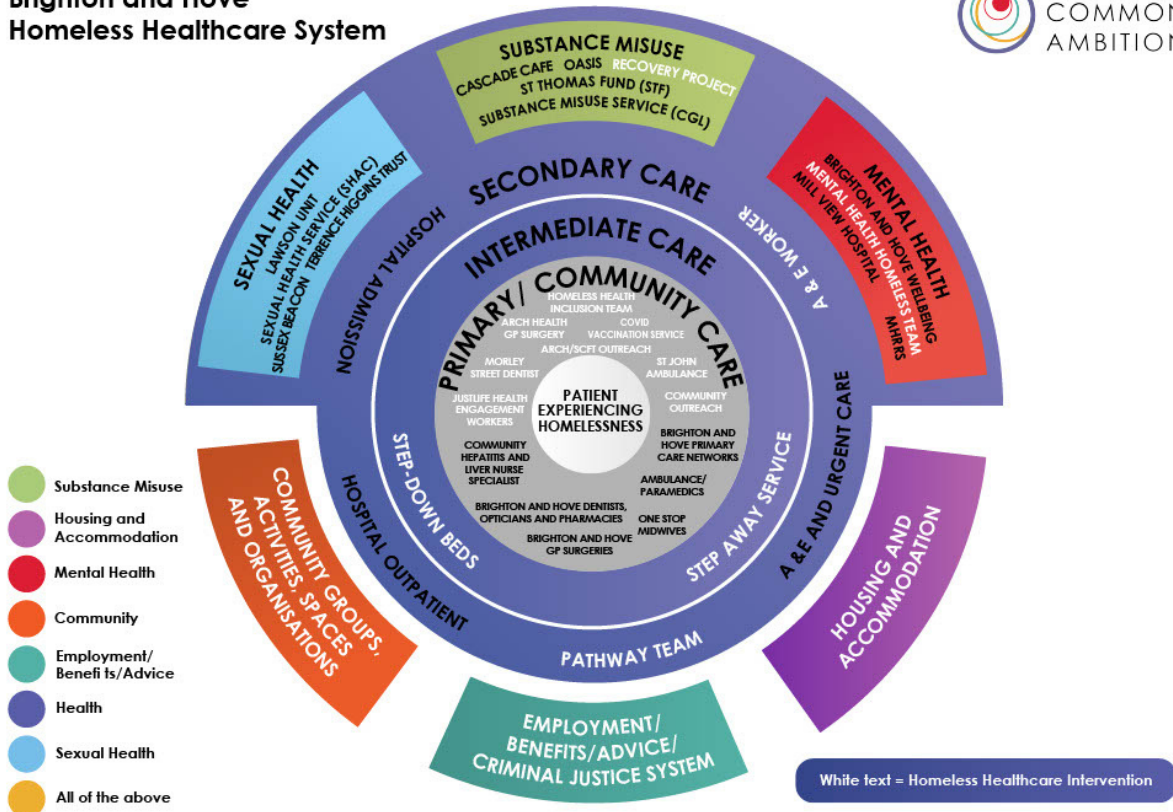 Brighton and Hove
Homeless Healthcare System
COMMON
AMBITION
SUBSTANCE MISUSE
CASCADE CAFE OASIS RECOVERY PROJECT
ST THOMAS FUND (STF)
SUBSTANCE MISUSE SERVICE (CGL)
SEXUAL HEALTH
LAWSON UNIT
SEXUAL HEALTH SERVICE (SHAC)
SUSSEX BEACON TERRENCE HIGGINS TRUST
MENTAL HEALTH
BRIGHTON AND HOVE WELLBEING
MENTAL HEALTH HOMELESS TEAM
MILL VIEW HOSPITAL
MHRRS
SECONDARY CARE
HOSPITAL ADMISSION
A & E WORKER
INTERMEDIATE CARE
PRIMARY/ COMMUNITY CARE
HOMELESS HEALTH
INCLUSION TEAM
ARCH HEALTH
GP SURGERY
COVID
VACCINATION SERVICE
ARCH/SCFT OUTREACH
MORLEY
STREET DENTIST
ST JOHN
AMBULANCE
JUSTLIFE HEALTH
ENGAGEMENT
WORKERS
COMMUNITY
OUTREACH
PATIENT
EXPERIENCING
HOMELESSNESS
COMMUNITY
HEPATITIS AND
LIVER NURSE
SPECIALIST
BRIGHTON AND
HOVE PRIMARY
CARE NETWORKS
AMBULANCE/
PARAMEDICS
BRIGHTON AND HOVE DENTISTS,
OPTICIANS AND PHARMACIES
ONE STOP
MIDWIVES
BRIGHTON AND HOVE
GP SURGERIES
STEP-DOWN BEDS
STEP AWAY SERVICE
HOSPITAL OUTPATIENT
A & E AND URGENT CARE
PATHWAY TEAM
COMMUNITY GROUPS,
ACTIVITIES, SPACES
AND ORGANISATIONS
HOUSING AND
ACCOMMODATION
EMPLOYMENT/
BENEFITS/ADVICE/
CRIMINAL JUSTICE SYSTEM
Substance Misuse
Housing and
Accommodation
Mental Health
Community
Employment/
Benefi ts/Advice
Health
Sexual Health
All of the above
White text = Homeless Healthcare Intervention